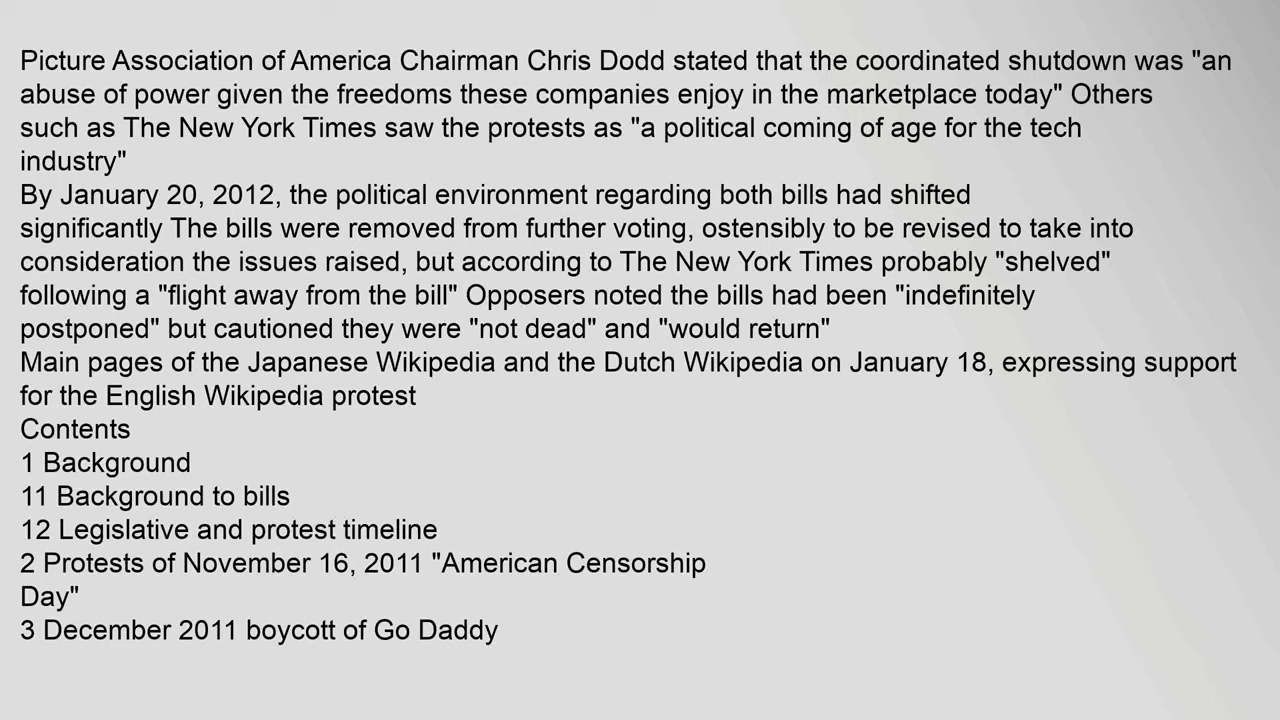 Picture Association of America Chairman Chris Dodd stated that the coordinated shutdown was "an
abuse of power given the freedoms these companies enjoy in the marketplace today" Others
such as The New York Times saw the protests as "a political coming of age for the tech
industry"
By January 20, 2012, the political environment regarding both bills had shifted
significantly The bills were removed from further voting, ostensibly to be revised to take into
consideration the issues raised, but according to The New York Times probably "shelved"
following a "flight away from the bill" Opposers noted the bills had been "indefinitely
postponed" but cautioned they were "not dead" and "would return"
Main pages of the Japanese Wikipedia and the Dutch Wikipedia on January 18, expressing support
for the English Wikipedia protest
Contents
1 Background
11 Background to bills
12 Legislative and protest timeline
2 Protests of November 16, 2011 "American Censorship
Day"
3 December 2011 boycott of Go Daddy